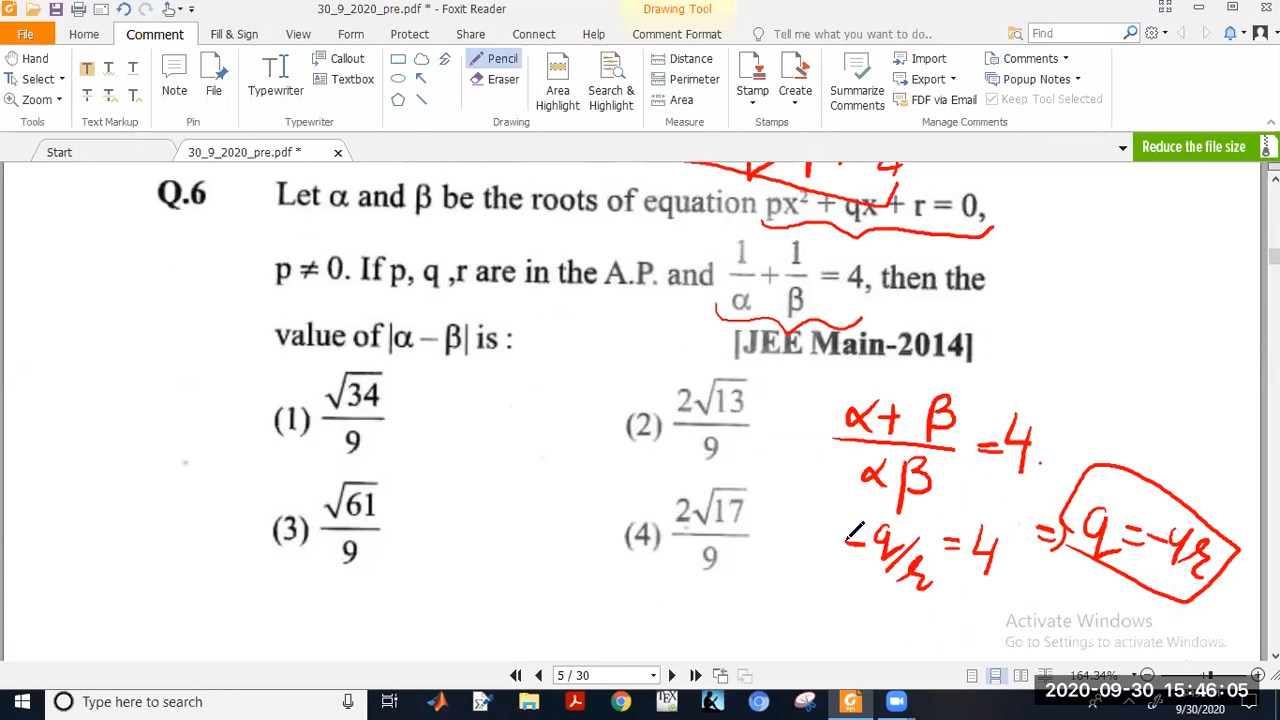 30_9_2020_pre.pdf * - Foxit Reader
Drawing Tool
File Home Comment Fill & Sign View Form Protect Share Connect Help Comment Format Tell me what you want to do.. Find
Hand
Select
Zoom
Tools
Text Markup
Note
File
Pin
Typewriter
Callout
Textbox
Typewriter
Pencil
Eraser
Area Highlight
Search & Highlight
Drawing
Distance
Perimeter
Area
Measure
Stamp
Create
Stamps
Summarize Comments
Import
Export
FDF via Email
Comments
Popup Notes
Keep Tool Selected
Manage Comments
Start 30_9_2020_pre.pdf * Reduce the file size
4
Q.6 Let α and β be the roots of equation px² + qx + r = 0,
p ≠ 0. If p, q ,r are in the A.P. and 1/α + 1/β = 4, then the
value of |α – β| is : [JEE Main-2014]
(1) √34/9 (2) 2√13/9
(3) √61/9 (4) 2√17/9
α + β / αβ = 4
- q/r = 4 ⇒ q = -4r
Activate Windows
Go to Settings to activate Windows.
5 / 30 164.34%
Type here to search
2020-09-30 15:46:05
9/30/2020